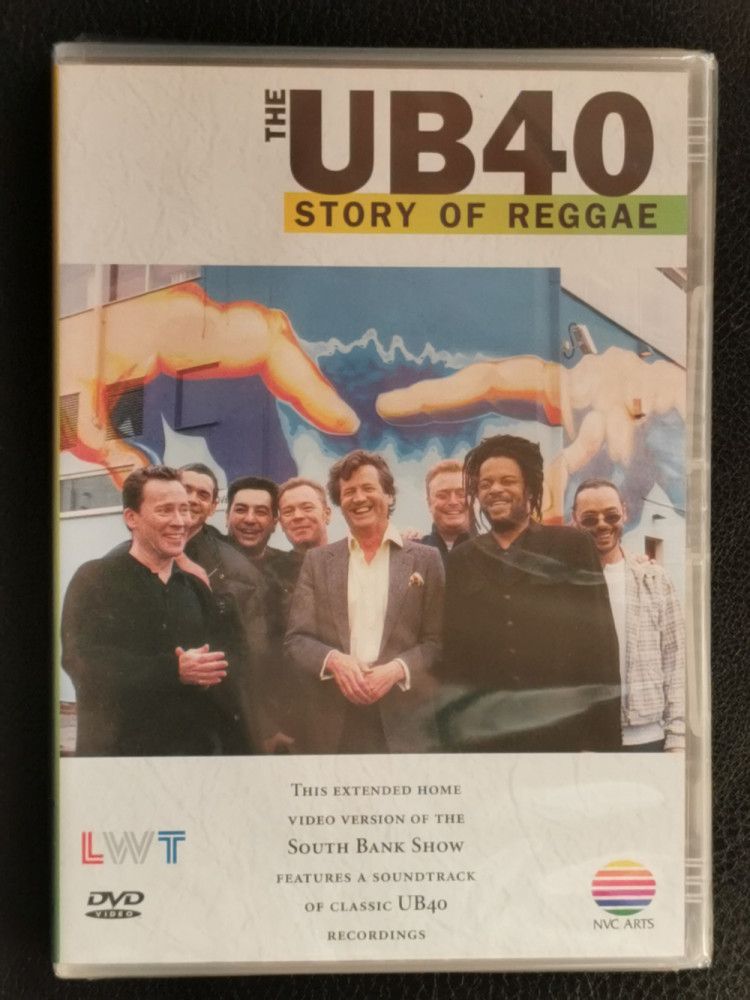 THE UB40
STORY OF REGGAE
THIS EXTENDED HOME
VIDEO VERSION OF THE
SOUTH BANK SHOW
FEATURES A SOUNDTRACK
OF CLASSIC UB40
RECORDINGS
LWT
DVD
VIDEO
NVC ARTS